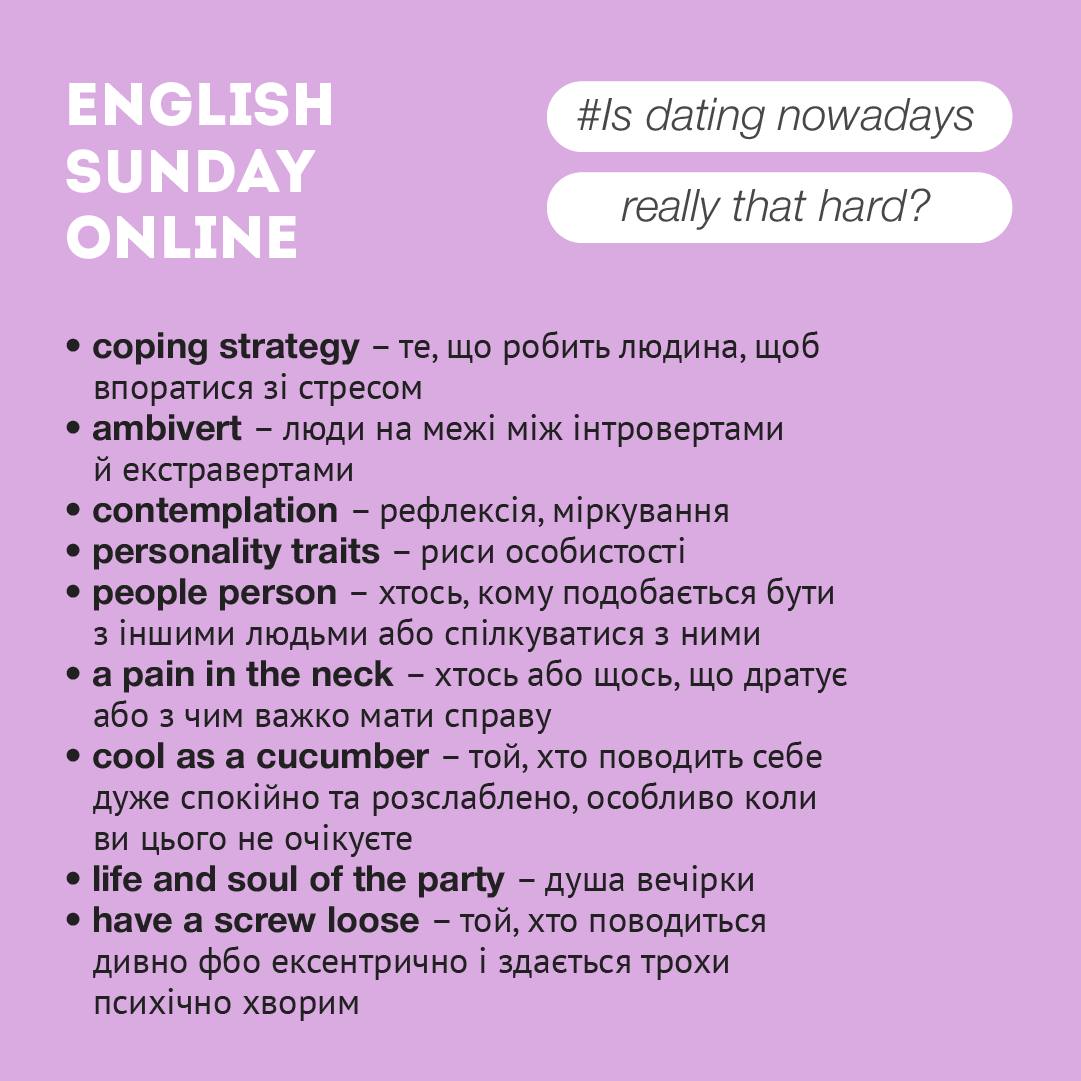 ENGLISH
SUNDAY
ONLINE
#Is dating nowadays
really that hard?
• coping strategy – те, що робить людина, щоб
впоратися зі стресом
• ambivert – люди на межі між інтровертами
й екстравертами
• contemplation – рефлексія, міркування
• personality traits – риси особистості
• people person – хтось, кому подобається бути
з іншими людьми або спілкуватися з ними
• a pain in the neck – хтось або щось, що дратує
або з чим важко мати справу
• cool as a cucumber – той, хто поводить себе
дуже спокійно та розслаблено, особливо коли
ви цього не очікуєте
• life and soul of the party – душа вечірки
• have a screw loose – той, хто поводиться
дивно фбо ексентрично і здається трохи
психічно хворим